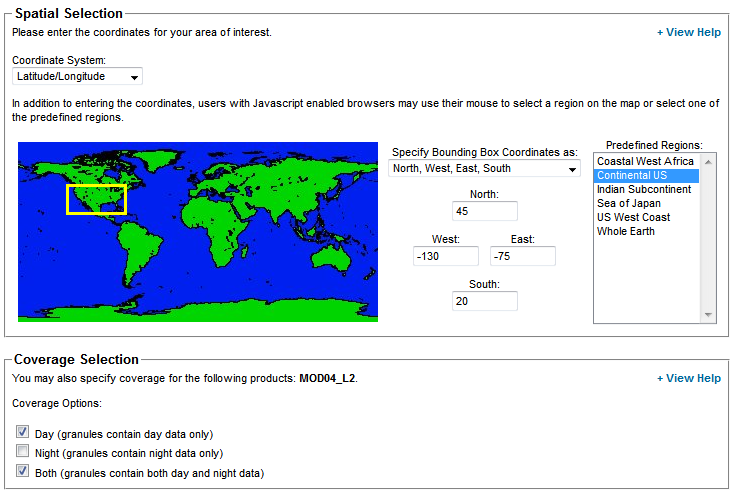 Spatial Selection
Please enter the coordinates for your area of interest.
+ View Help
Coordinate System:
Latitude/Longitude
In addition to entering the coordinates, users with Javascript enabled browsers may use their mouse to select a region on the map or select one of
the predefined regions.
Specify Bounding Box Coordinates as:
North, West, East, South
North:
45
West:
East:
-130
-75
South:
20
Predefined Regions:
Coastal West Africa
Continental US
Indian Subcontinent
Sea of Japan
US West Coast
Whole Earth
Coverage Selection
You may also specify coverage for the following products: MOD04_L2.
+ View Help
Coverage Options:
Day (granules contain day data only)
Night (granules contain night data only)
Both (granules contain both day and night data)